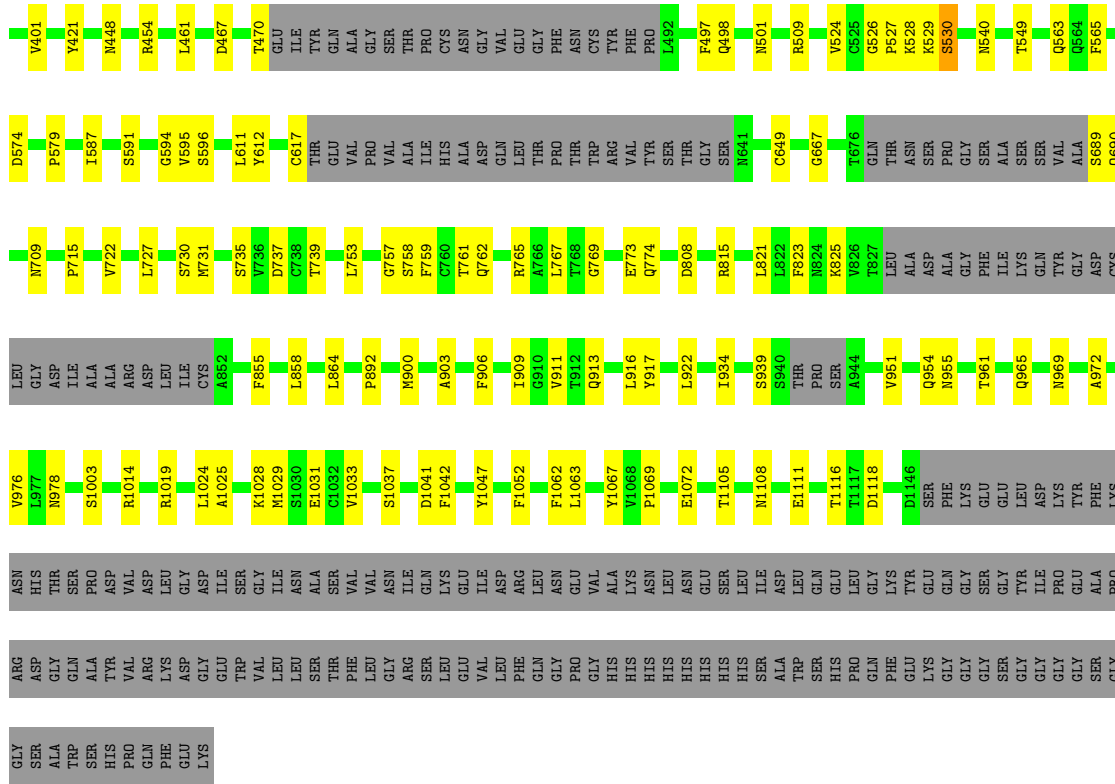 V401 Y421 N448 R454 L461 D467 T470 GLU ILE TYR GLN ALA GLY SER THR PRO CYS ASN GLY VAL GLU GLY PHE ASN CYS TYR PHE PRO L492 F497 Q498 N501 R509 V524 C525 G526 P527 K528 K529 S530 N540 T549 Q563 Q564 F565
D574 P579 I587 S591 G594 V595 S596 L611 Y612 C617 THR GLU VAL PRO VAL ALA ILE HIS ALA ASP GLN LEU THR PRO THR TRP ARG VAL TYR SER THR GLY SER N641 C649 G667 T676 GLN THR ASN SER PRO GLY SER ALA SER SER VAL ALA S689
N709 P715 V722 L727 S730 M731 S735 V736 D737 C738 T739 L753 G757 S758 F759 C760 T761 Q762 R765 A766 L767 T768 G769 E773 Q774 D808 R815 L821 L822 F823 N824 K825 V826 T827 LEU ALA ASP ALA GLY PHE ILE LYS GLN TYR GLY ASP CYS
LEU GLY ASP ILE ALA ALA ARG ASP LEU ILE CYS A852 F855 L858 L864 P892 M900 A903 F906 I909 G910 V911 T912 Q913 L916 Y917 L922 I934 S939 S940 THR PRO SER A944 V951 Q954 N955 T961 Q965 N969 A972
V976 L977 N978 S1003 R1014 R1019 L1024 A1025 K1028 M1029 S1030 E1031 C1032 V1033 S1037 D1041 F1042 Y1047 F1052 F1062 L1063 Y1067 V1068 P1069 E1072 T1105 N1108 E1111 T1116 T1117 D1118 D1146 SER PHE LYS GLU GLU LEU ASP LYS TYR PHE LYS
ASN HIS THR SER PRO ASP VAL ASP LEU GLY ASP ILE SER GLY ILE ASN ALA SER VAL VAL ASN ILE GLN LYS GLU ILE ASP ARG LEU ASN GLU VAL ALA LYS ASN LEU ASN GLU SER LEU ILE ASP LEU GLN GLU LEU GLY LYS TYR GLU GLN GLY SER GLY TYR ILE PRO GLU ALA PRO
ARG ASP GLY GLN ALA TYR VAL ARG LYS ASP GLY GLU TRP VAL LEU LEU SER THR PHE LEU GLY ARG SER LEU GLU VAL LEU PHE GLN GLY PRO GLY HIS HIS HIS HIS HIS HIS HIS HIS SER ALA TRP SER HIS PRO GLN PHE GLU LYS GLY GLY GLY SER GLY GLY GLY GLY SER GLY
GLY SER ALA TRP SER HIS PRO GLN PHE GLU LYS